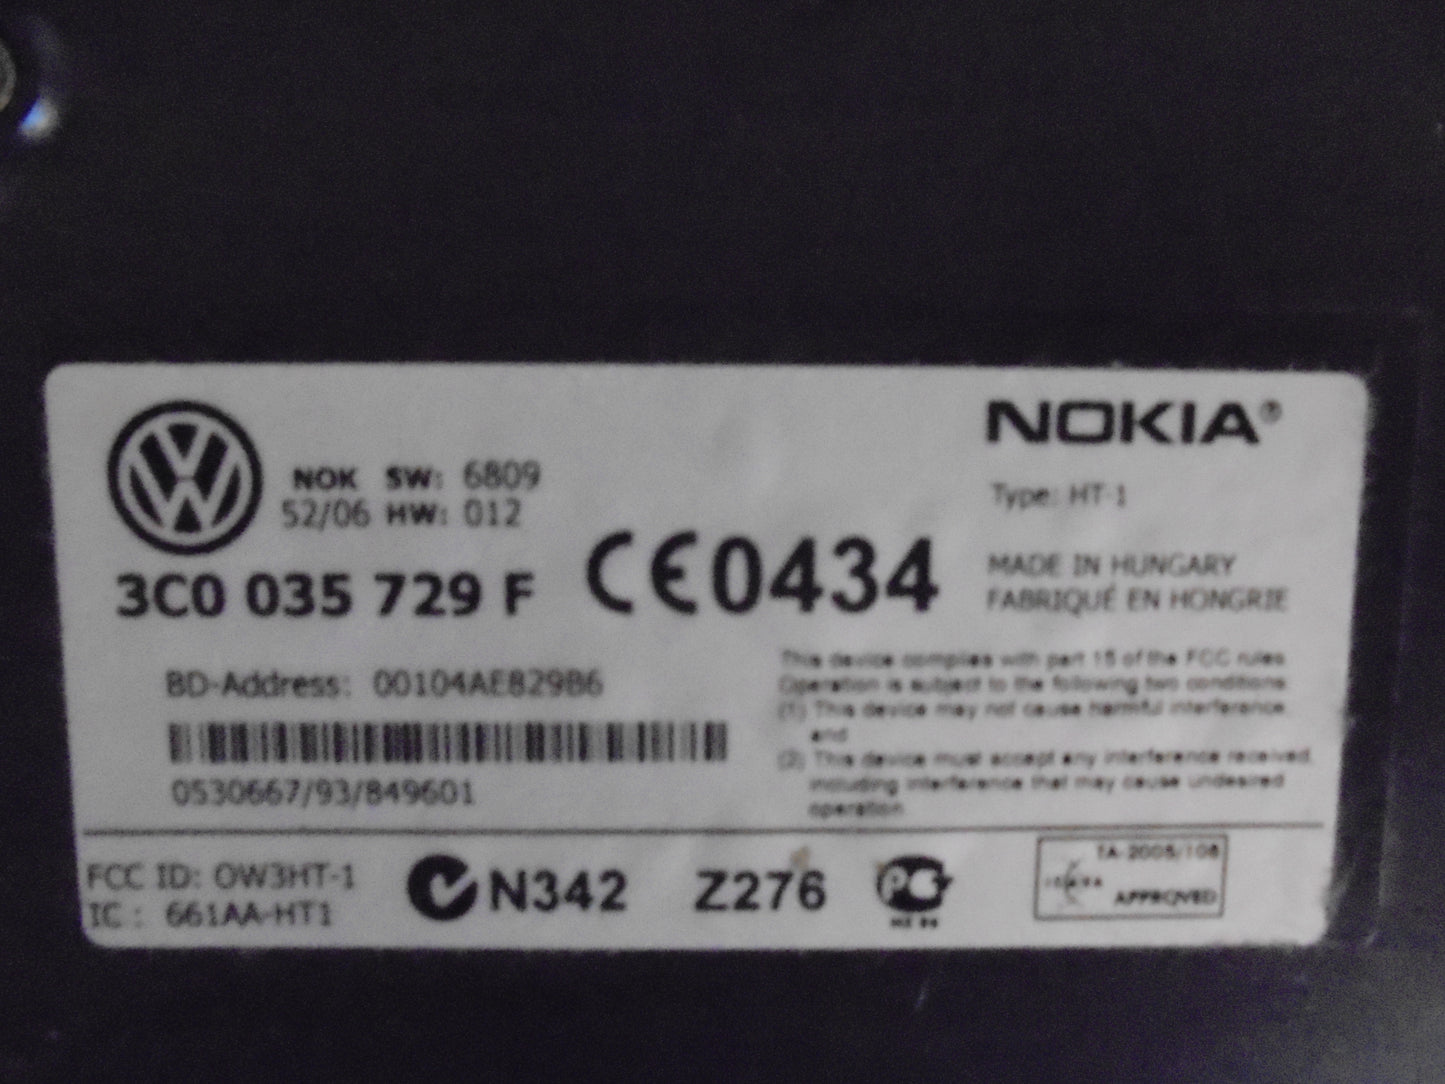 NOKIA®
NOK SW: 6809
52/06 HW: 012
Type: HT-1
3C0 035 729 F
CE0434
MADE IN HUNGARY
FABRIQUÉ EN HONGRIE
BD-Address: 00104AE829B6
0530667/93/849601
This device complies with part 15 of the FCC rules.
Operation is subject to the following two conditions:
(1) This device may not cause harmful interference,
and
(2) This device must accept any interference received,
including interference that may cause undesired
operation.
FCC ID: OW3HT-1
IC : 661AA-HT1
N342
Z276
TA-2005/108
APPROVED